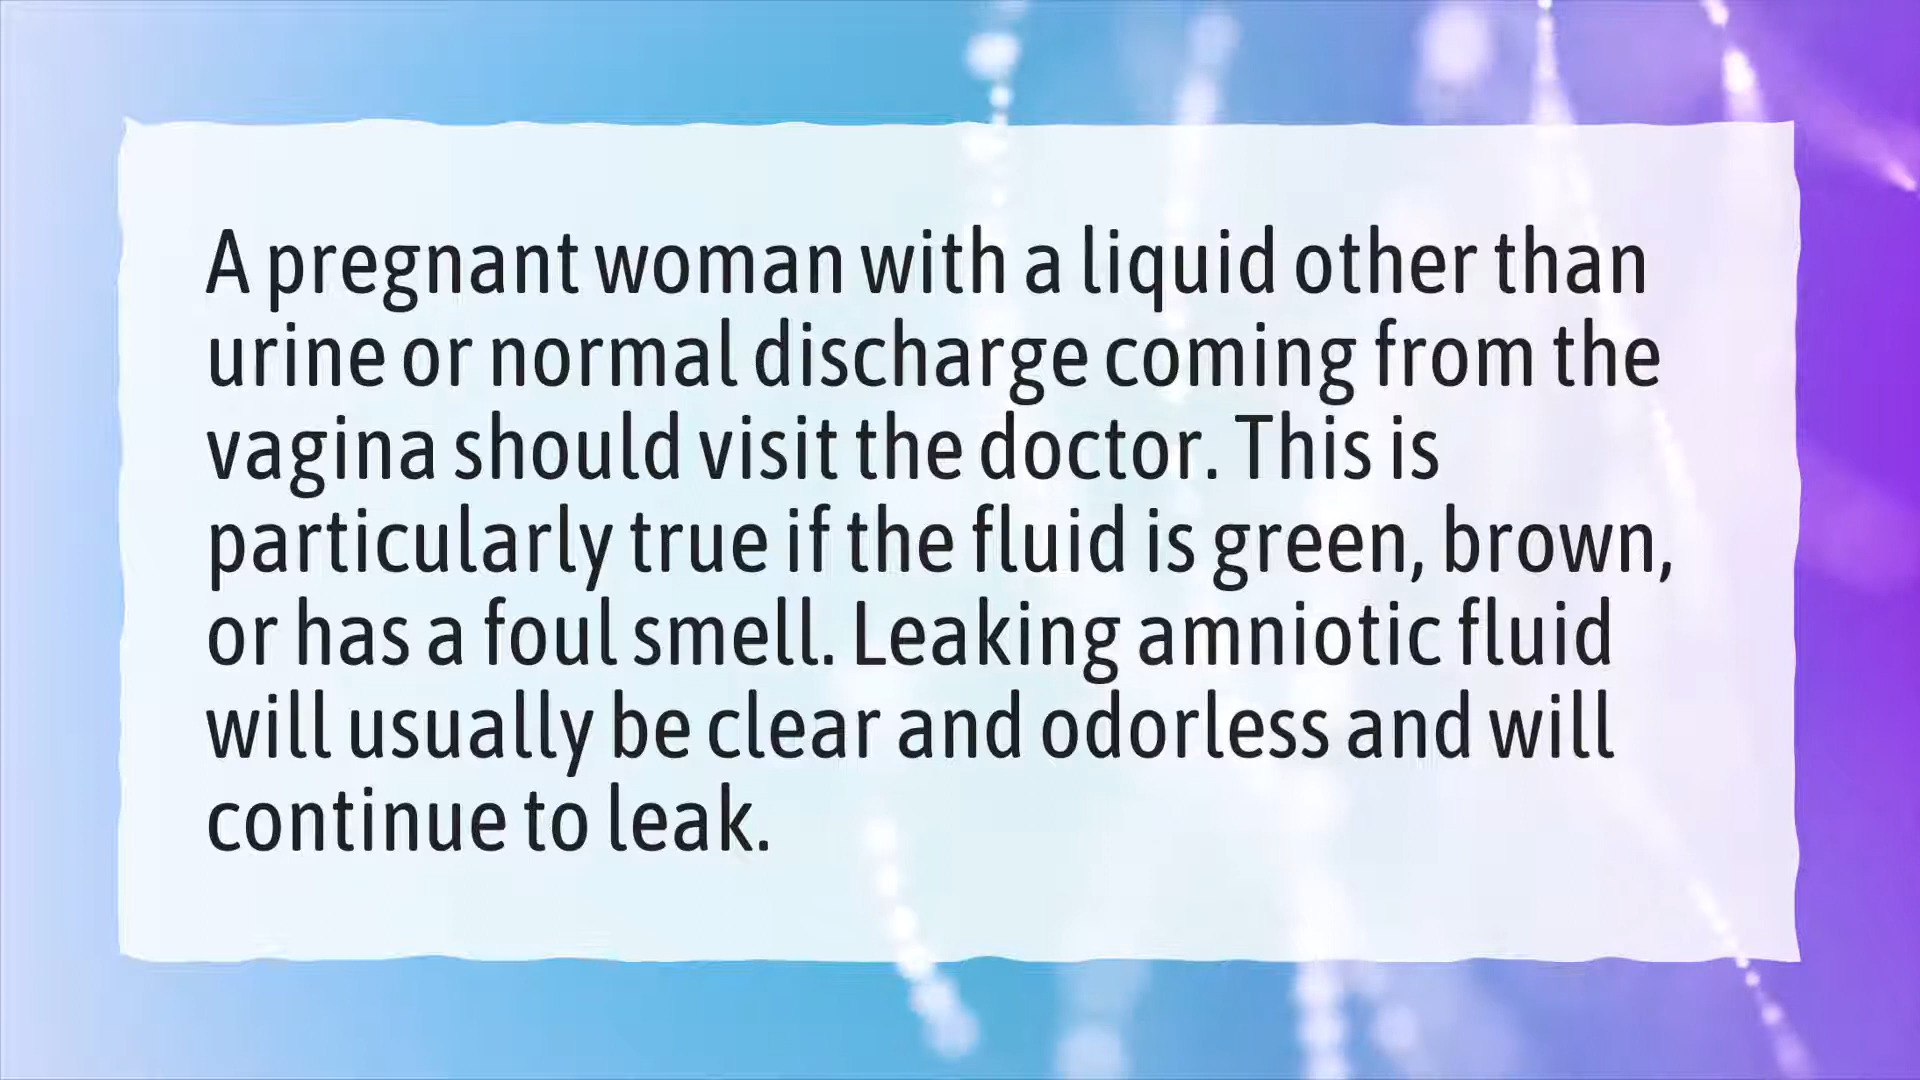 A pregnant woman with a liquid other than
urine or normal discharge coming from the
vagina should visit the doctor. This is
particularly true if the fluid is green, brown,
or has a foul smell. Leaking amniotic fluid
will usually be clear and odorless and will
continue to leak.